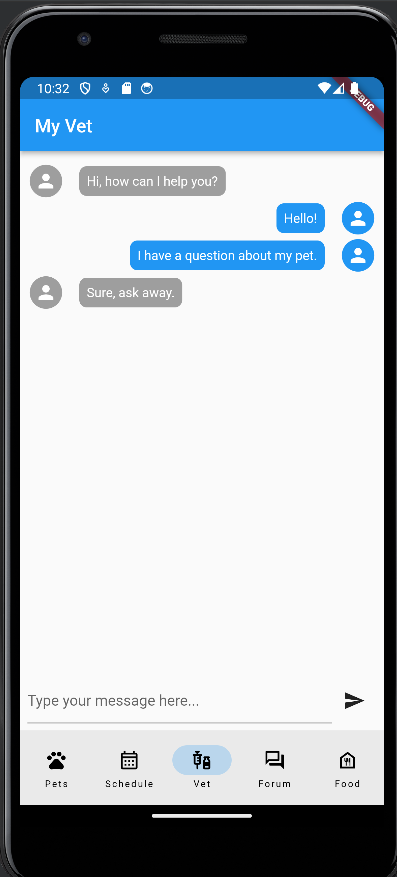 10:32
DEBUG
My Vet
Hi, how can I help you?
Hello!
I have a question about my pet.
Sure, ask away.
Type your message here...
Pets Schedule Vet Forum Food